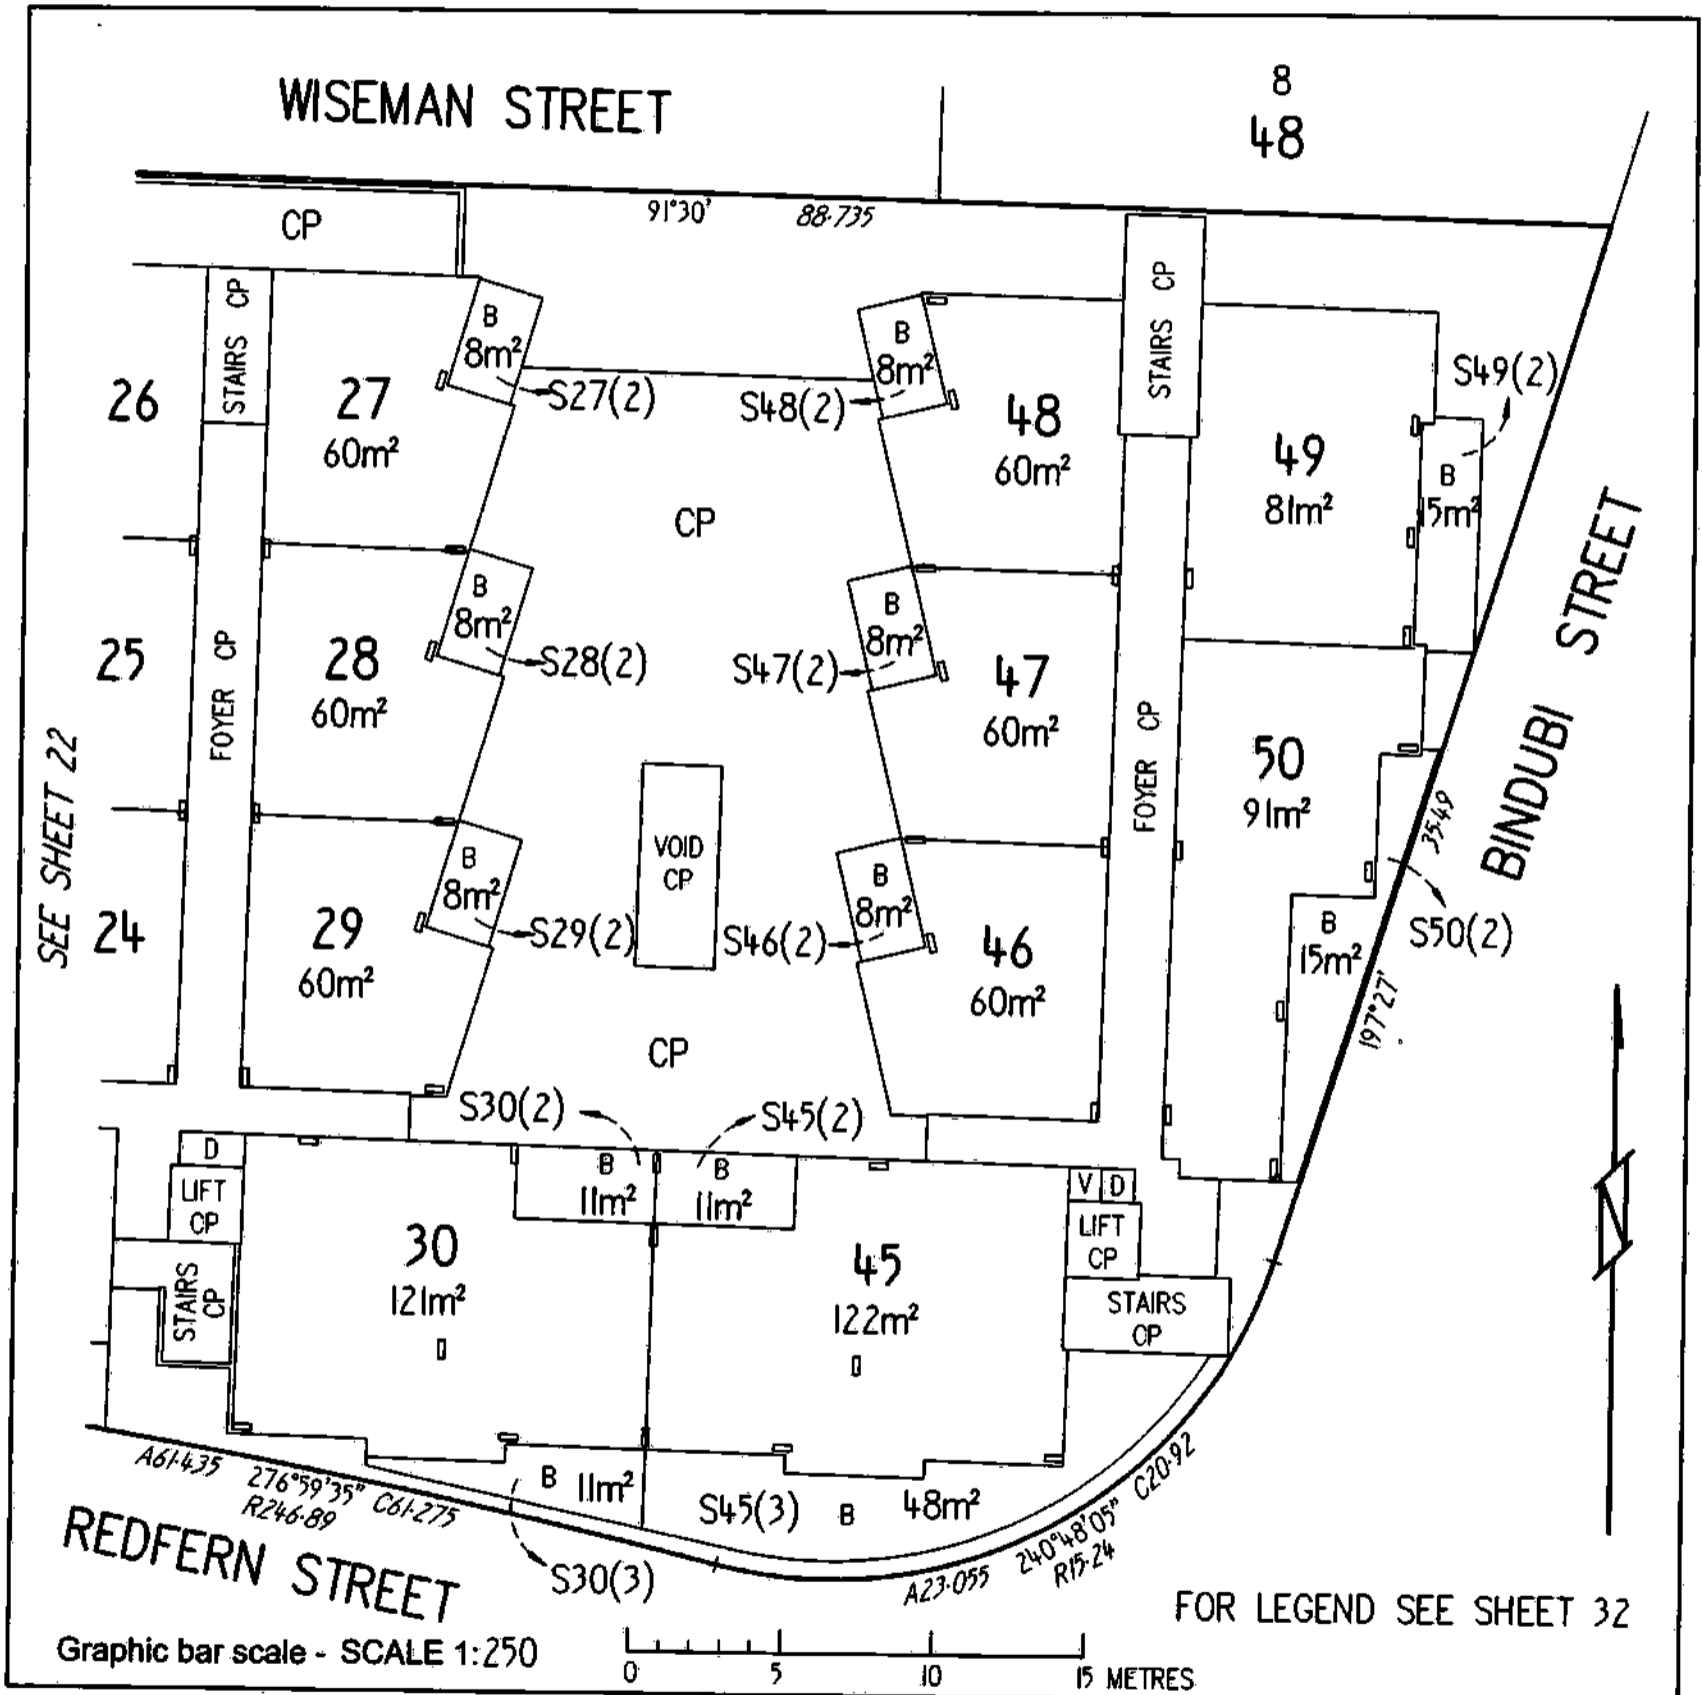 WISEMAN STREET
8
48
91°30' 88·735
CP
STAIRS CP
B
8m²
S27(2)
26
27
60m²
B
8m²
S48(2)
48
60m²
STAIRS CP
49
81m²
S49(2)
B
15m²
CP
25
FOYER CP
28
60m²
B
8m²
S28(2)
B
8m²
S47(2)
47
60m²
FOYER CP
50
91m²
BINDUBI STREET
35·49
197°27'
SEE SHEET 22
24
29
60m²
B
8m²
S29(2)
VOID
CP
B
8m²
S46(2)
46
60m²
B
15m²
S50(2)
CP
S30(2)
S45(2)
D
LIFT
CP
STAIRS
CP
30
121m²
B
11m²
B
11m²
45
122m²
V D
LIFT
CP
STAIRS
CP
B 11m²
S45(3) B 48m²
S30(3)
A61·435 276°59'35" C61·275
R246·89
REDFERN STREET
A23·055 240°48'05" C20·92
R15·24
FOR LEGEND SEE SHEET 32
Graphic bar scale - SCALE 1:250
0 5 10 15 METRES